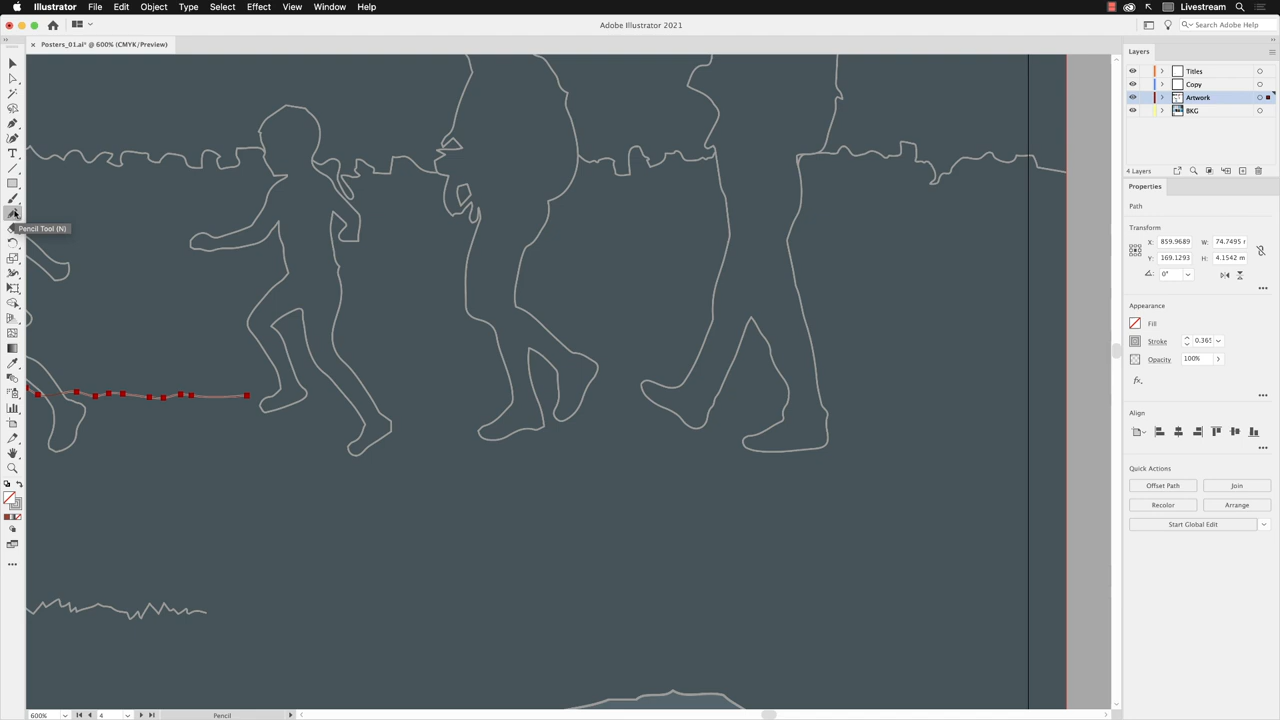 Illustrator File Edit Object Type Select Effect View Window Help Livestream
Adobe Illustrator 2021
Search Adobe Help
× Posters_01.ai* @ 600% (CMYK/Preview)
Layers
Titles
Copy
Artwork
BKG
4 Layers
Properties
Path
Transform
X: 859.9689 W: 74.7495 r
Y: 169.1293 H: 4.1542 m
0°
Pencil Tool (N)
Appearance
Fill
Stroke 0.365
Opacity 100%
fx.
Align
Quick Actions
Offset Path Join
Recolor Arrange
Start Global Edit
600% 4 Pencil